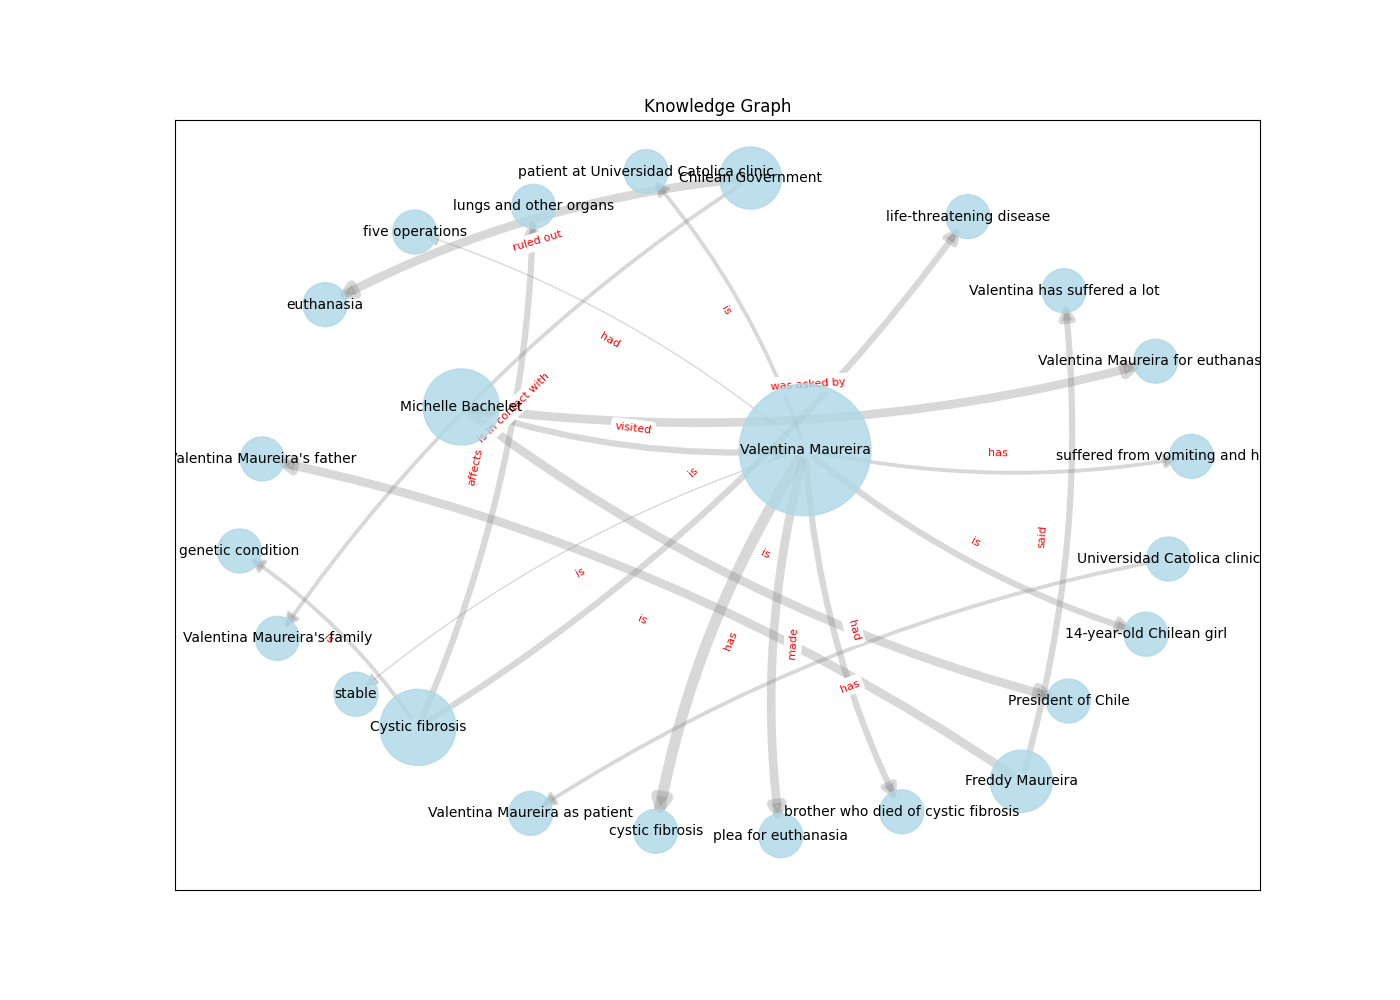 Knowledge Graph
patient at Universidad Catolica clinic
Chilean Government
lungs and other organs
life-threatening disease
five operations
ruled out
Valentina has suffered a lot
euthanasia
is
had
Valentina Maureira for euthanas
was asked by
is in contact with
Michelle Bachelet
visited
Valentina Maureira
has
suffered from vomiting and h
alentina Maureira's father
affects
is
said
is
genetic condition
is
Universidad Catolica clinic
is
is
had
14-year-old Chilean girl
Valentina Maureira's family
is
has
made
has
stable
President of Chile
Cystic fibrosis
Freddy Maureira
Valentina Maureira as patient
brother who died of cystic fibrosis
cystic fibrosis
plea for euthanasia